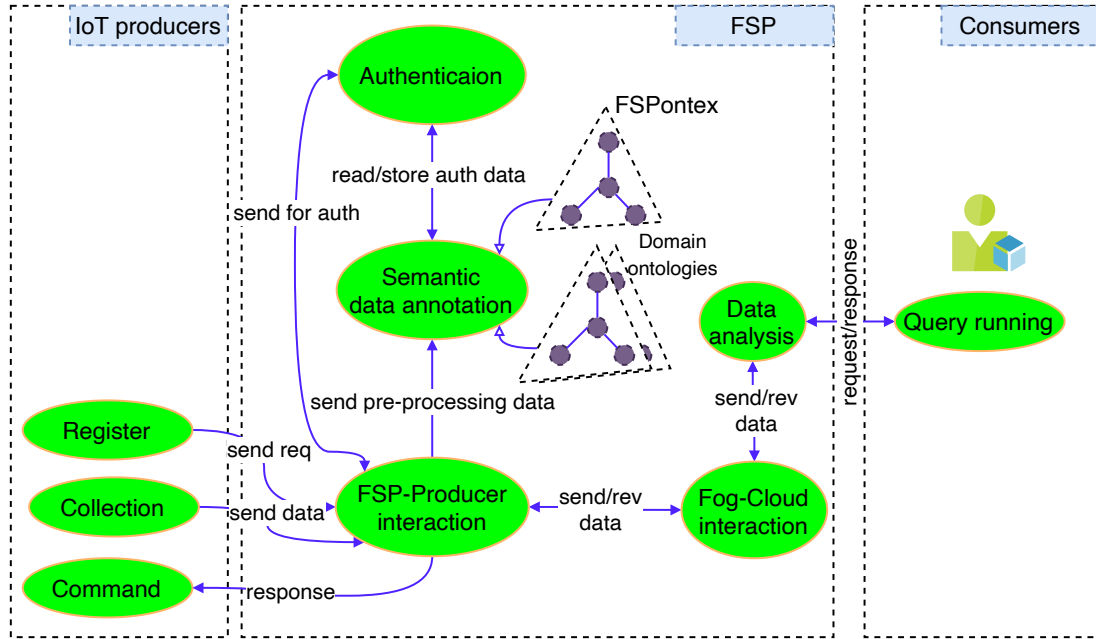 IoT producers
FSP
Consumers
Authenticaion
FSPontex
read/store auth data
send for auth
Domain
ontologies
Semantic
data annotation
Data
analysis
request/response
Query running
send pre-processing data
send/rev
data
Register
send req
Collection
send data
FSP-Producer
interaction
send/rev
data
Fog-Cloud
interaction
Command
response